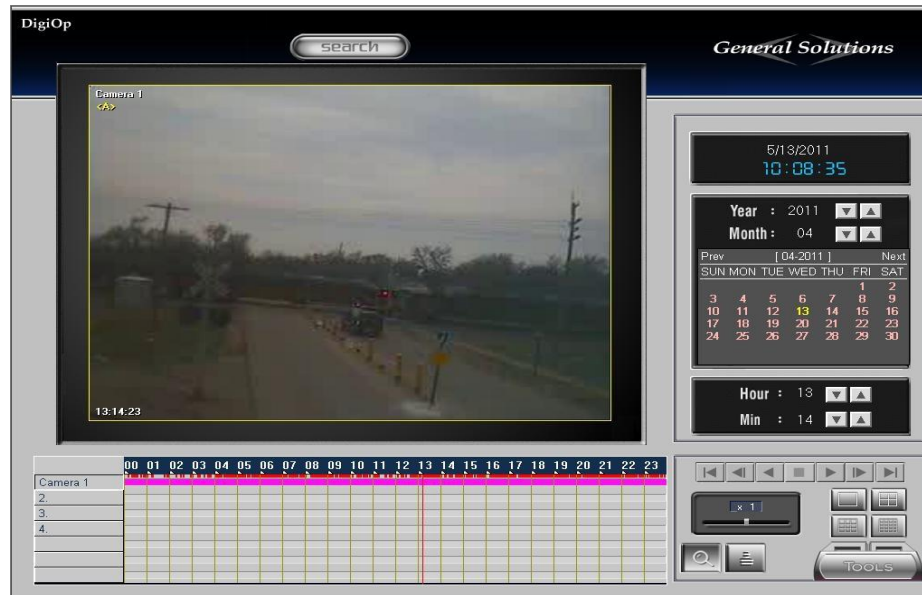 DigiOp
search
General Solutions
Camera 1
<A>
13:14:23
5/13/2011
10:08:35
Year : 2011
Month : 04
Prev [ 04-2011 ] Next
SUN MON TUE WED THU FRI SAT
1 2
3 4 5 6 7 8 9
10 11 12 13 14 15 16
17 18 19 20 21 22 23
24 25 26 27 28 29 30
Hour : 13
Min : 14
00 01 02 03 04 05 06 07 08 09 10 11 12 13 14 15 16 17 18 19 20 21 22 23
Camera 1
2.
3.
4.
x 1
TOOLS